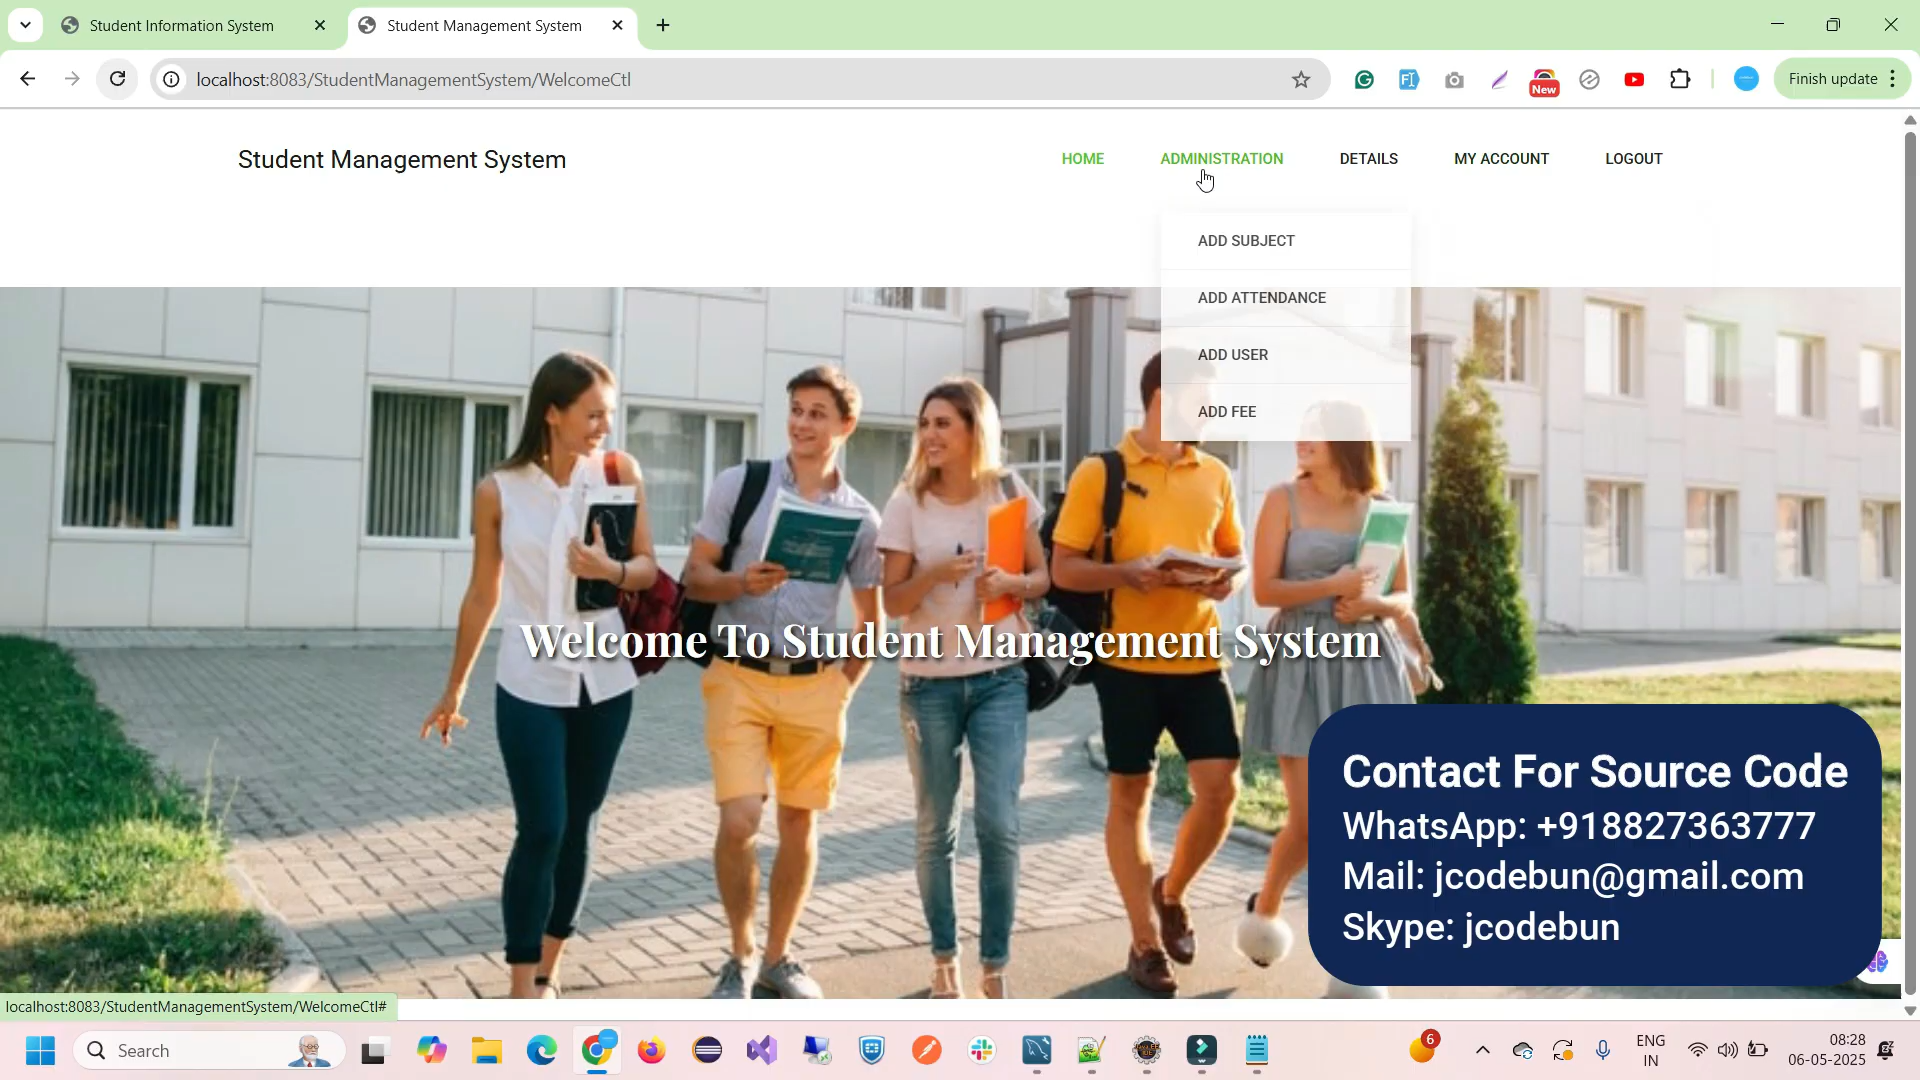 Student Information System
Student Management System
localhost:8083/StudentManagementSystem/WelcomeCtl
New
Finish update
Student Management System
HOME
ADMINISTRATION
DETAILS
MY ACCOUNT
LOGOUT
ADD SUBJECT
ADD ATTENDANCE
ADD USER
ADD FEE
Welcome To Student Management System
Contact For Source Code
WhatsApp: +918827363777
Mail: jcodebun@gmail.com
Skype: jcodebun
localhost:8083/StudentManagementSystem/WelcomeCtl#
Search
6
ENG
IN
08:28
06-05-2025